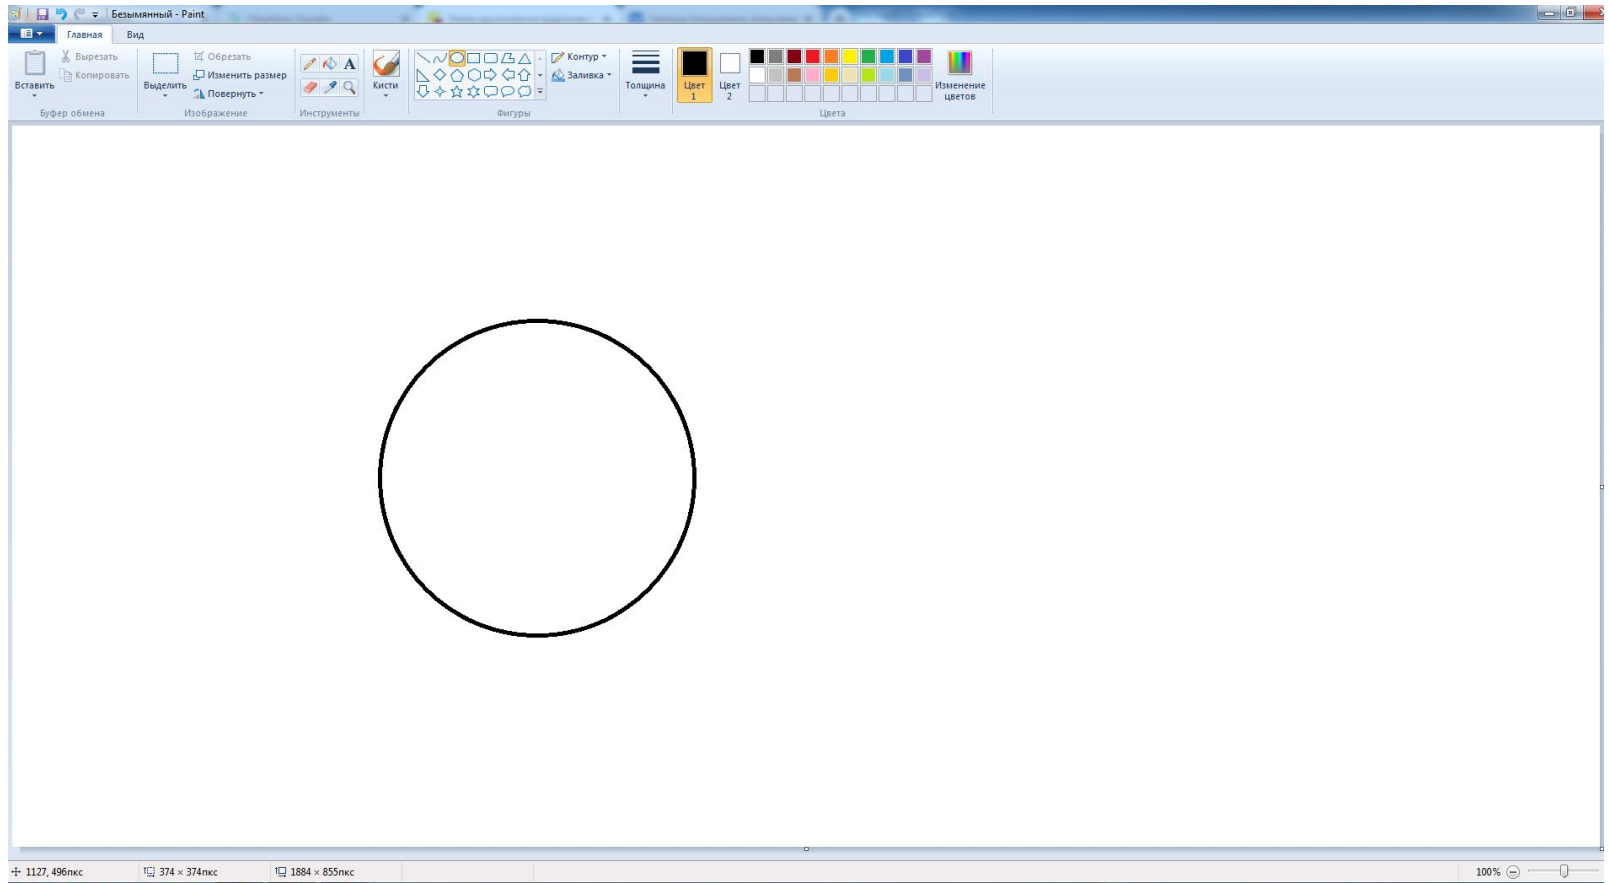 Безымянный - Paint
Главная Вид
Вставить
Вырезать
Копировать
Буфер обмена
Выделить
Обрезать
Изменить размер
Повернуть
Изображение
A
Инструменты
Кисти
Контур
Заливка
Фигуры
Толщина
Цвет
1
Цвет
2
Изменение
цветов
Цвета
1127, 496пкс 374 × 374пкс 1884 × 855пкс 100%